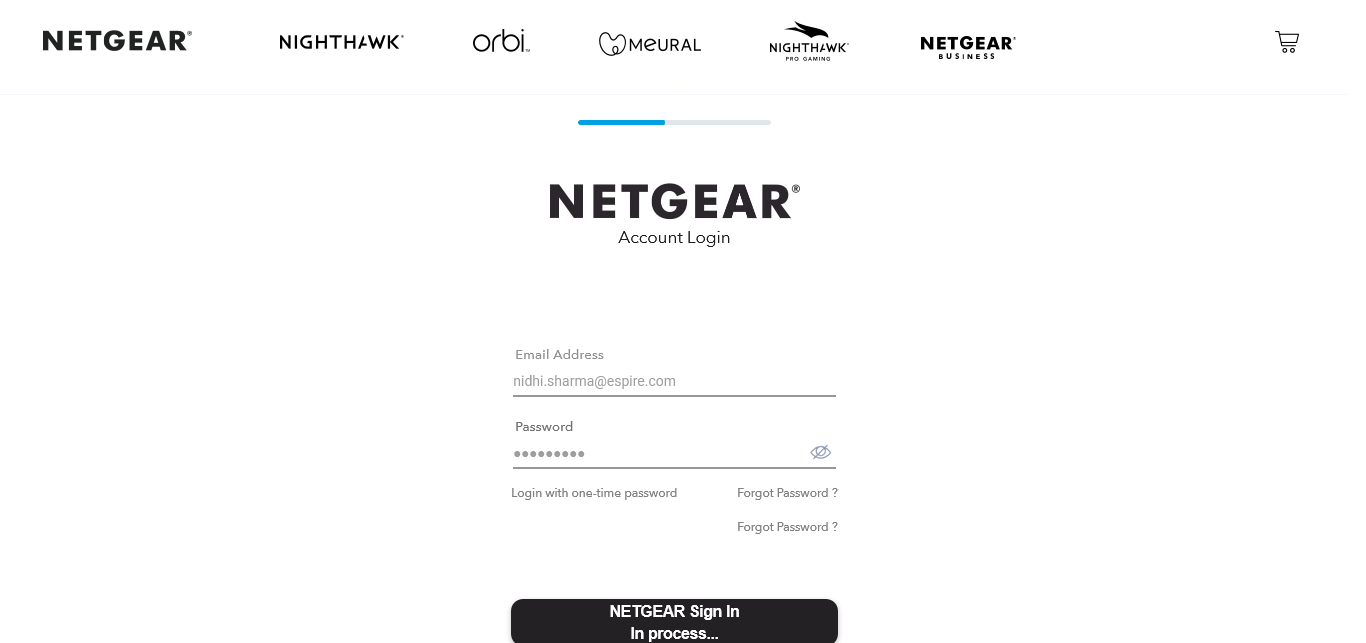 NETGEAR®
NIGHTHAWK®
orbi™
MEURAL
NIGHTHAWK®
PRO GAMING
NETGEAR®
BUSINESS
NETGEAR®
Account Login
Email Address
nidhi.sharma@espire.com
Password
Login with one-time password
Forgot Password ?
Forgot Password ?
NETGEAR Sign In
In process...